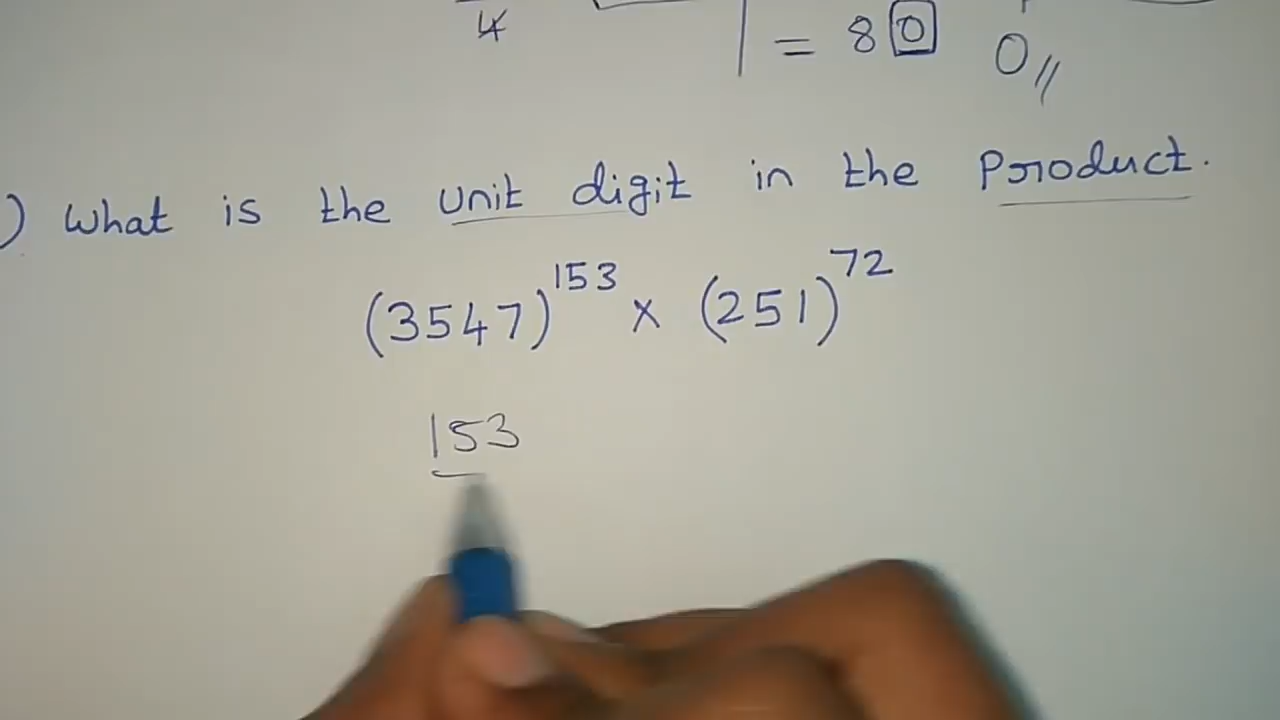 4
= 8 0 0 //
) What is the unit digit in the product.
(3547)^153 x (251)^72
153